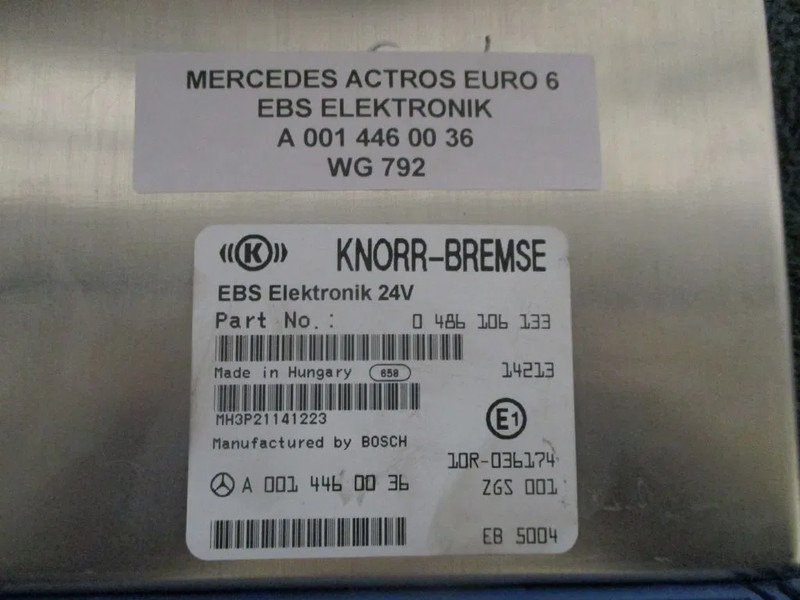 MERCEDES ACTROS EURO 6
EBS ELEKTRONIK
A 001 446 00 36
WG 792
((K)) KNORR-BREMSE
EBS Elektronik 24V
Part No.: 0 486 106 133
Made in Hungary 658 14213
MH3P21141223
E1
Manufactured by BOSCH
10R-036174
A 001 446 00 36 ZGS 001
EB 5004